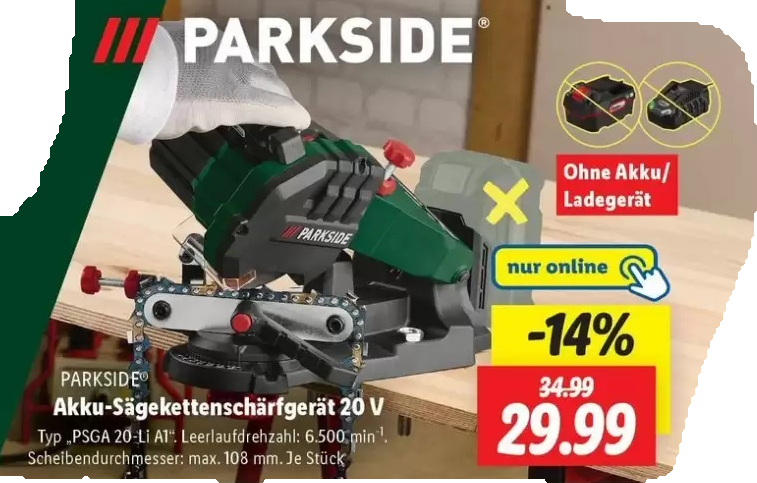 PARKSIDE®
Ohne Akku/
Ladegerät
PARKSIDE
nur online
-14%
34.99
29.99
PARKSIDE®
Akku-Sägekettenschärfgerät 20 V
Typ „PSGA 20-Li A1“. Leerlaufdrehzahl: 6.500 min⁻¹.
Scheibendurchmesser: max. 108 mm. Je Stück